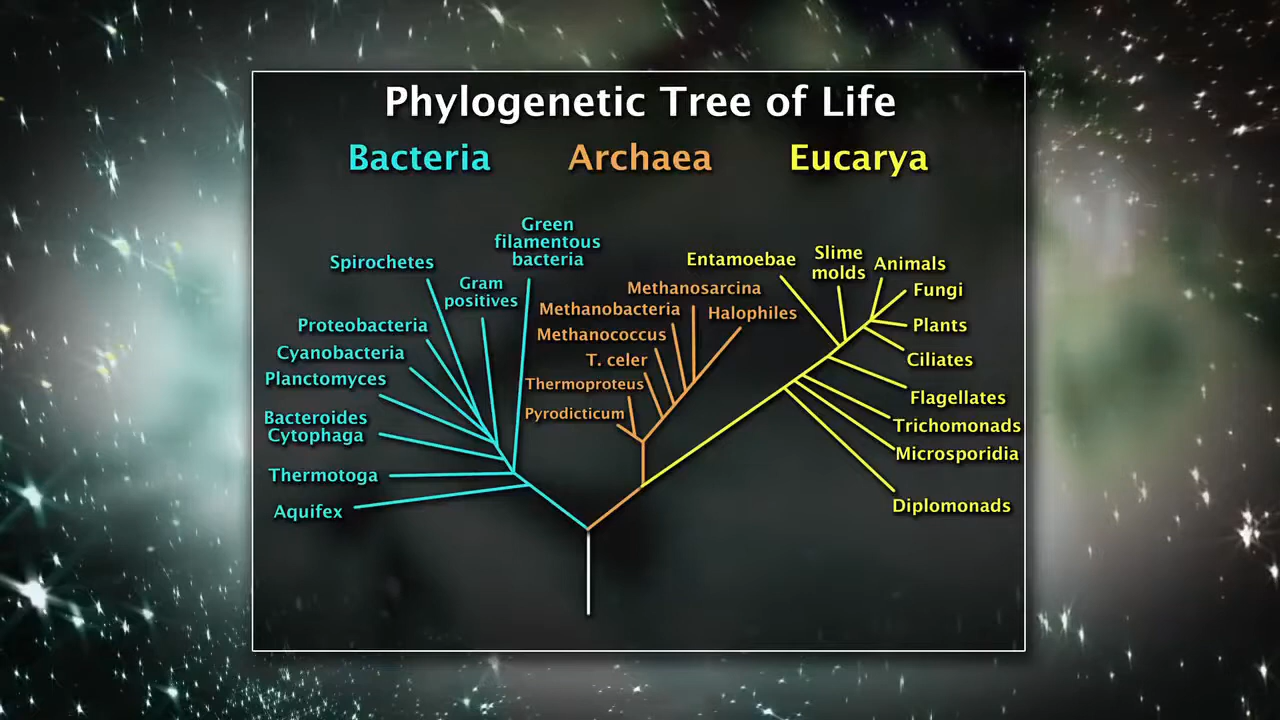 Phylogenetic Tree of Life
Bacteria
Archaea
Eucarya
Green
filamentous
bacteria
Spirochetes
Gram
positives
Proteobacteria
Cyanobacteria
Planctomyces
Bacteroides
Cytophaga
Thermotoga
Aquifex
Methanosarcina
Methanobacteria
Halophiles
Methanococcus
T. celer
Thermoproteus
Pyrodicticum
Entamoebae
Slime
molds
Animals
Fungi
Plants
Ciliates
Flagellates
Trichomonads
Microsporidia
Diplomonads